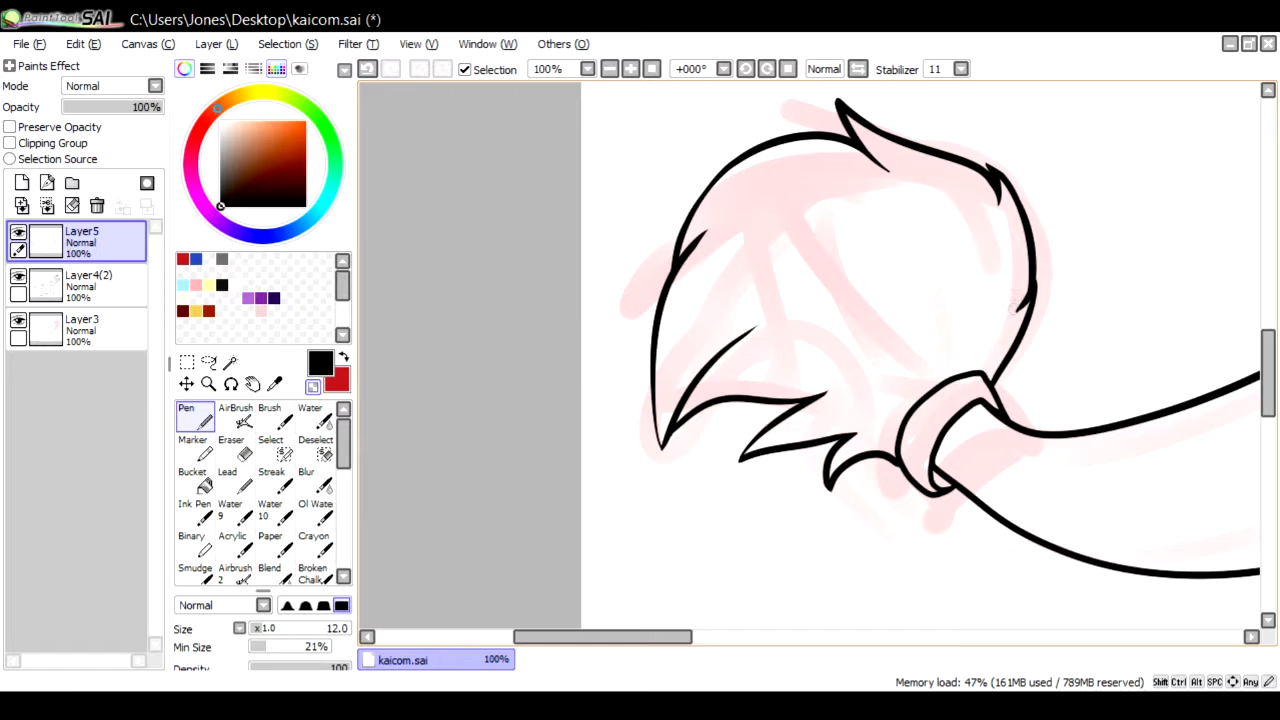 PaintTool SAI C:\Users\Jones\Desktop\kaicom.sai (*)
File (F) Edit (E) Canvas (C) Layer (L) Selection (S) Filter (T) View (V) Window (W) Others (O)
Paints Effect
Mode Normal
Opacity 100%
Preserve Opacity
Clipping Group
Selection Source
Layer5
Normal
100%
Layer4(2)
Normal
100%
Layer3
Normal
100%
Selection 100% +000° Normal Stabilizer 11
Pen AirBrush Brush Water
Marker Eraser Select Deselect
Bucket Lead Streak Blur
Ink Pen Water 9 Water 10 Ol Wate
Binary Acrylic Paper Crayon
Smudge Airbrush 2 Blend Broken Chalk
Normal
Size x1.0 12.0
Min Size 21%
Density 100
kaicom.sai 100%
Memory load: 47% (161MB used / 789MB reserved) Shift Ctrl Alt SPC Any